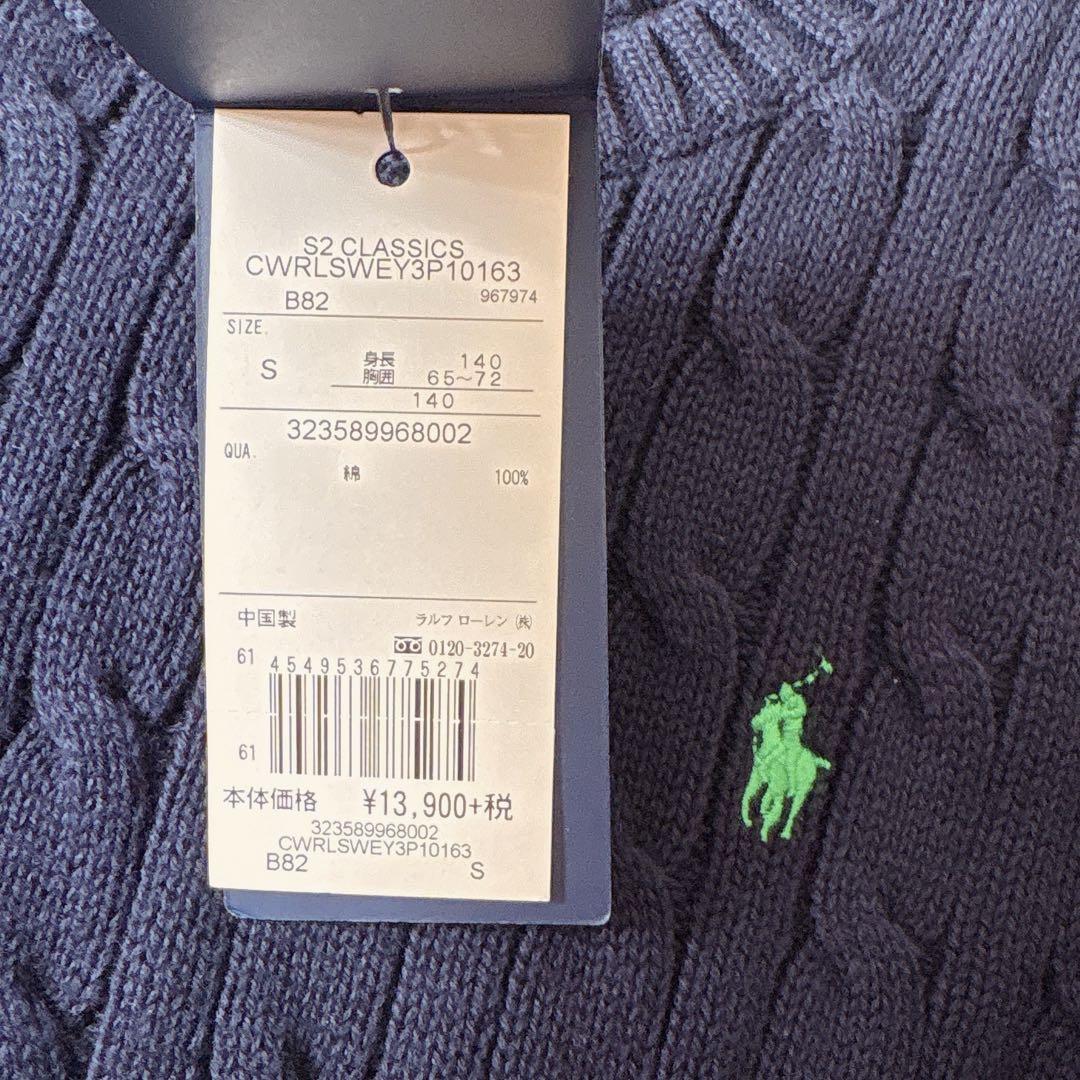 S2 CLASSICS
CWRLSWEY3P10163
B82 967974
SIZE.
S 身長 140
胸囲 65~72
140
323589968002
QUA.
綿 100%
中国製 ラルフ ローレン ㈱
0120-3274-20
61 4549536775274
61
本体価格 ¥13,900+税
323589968002
CWRLSWEY3P10163
B82 S